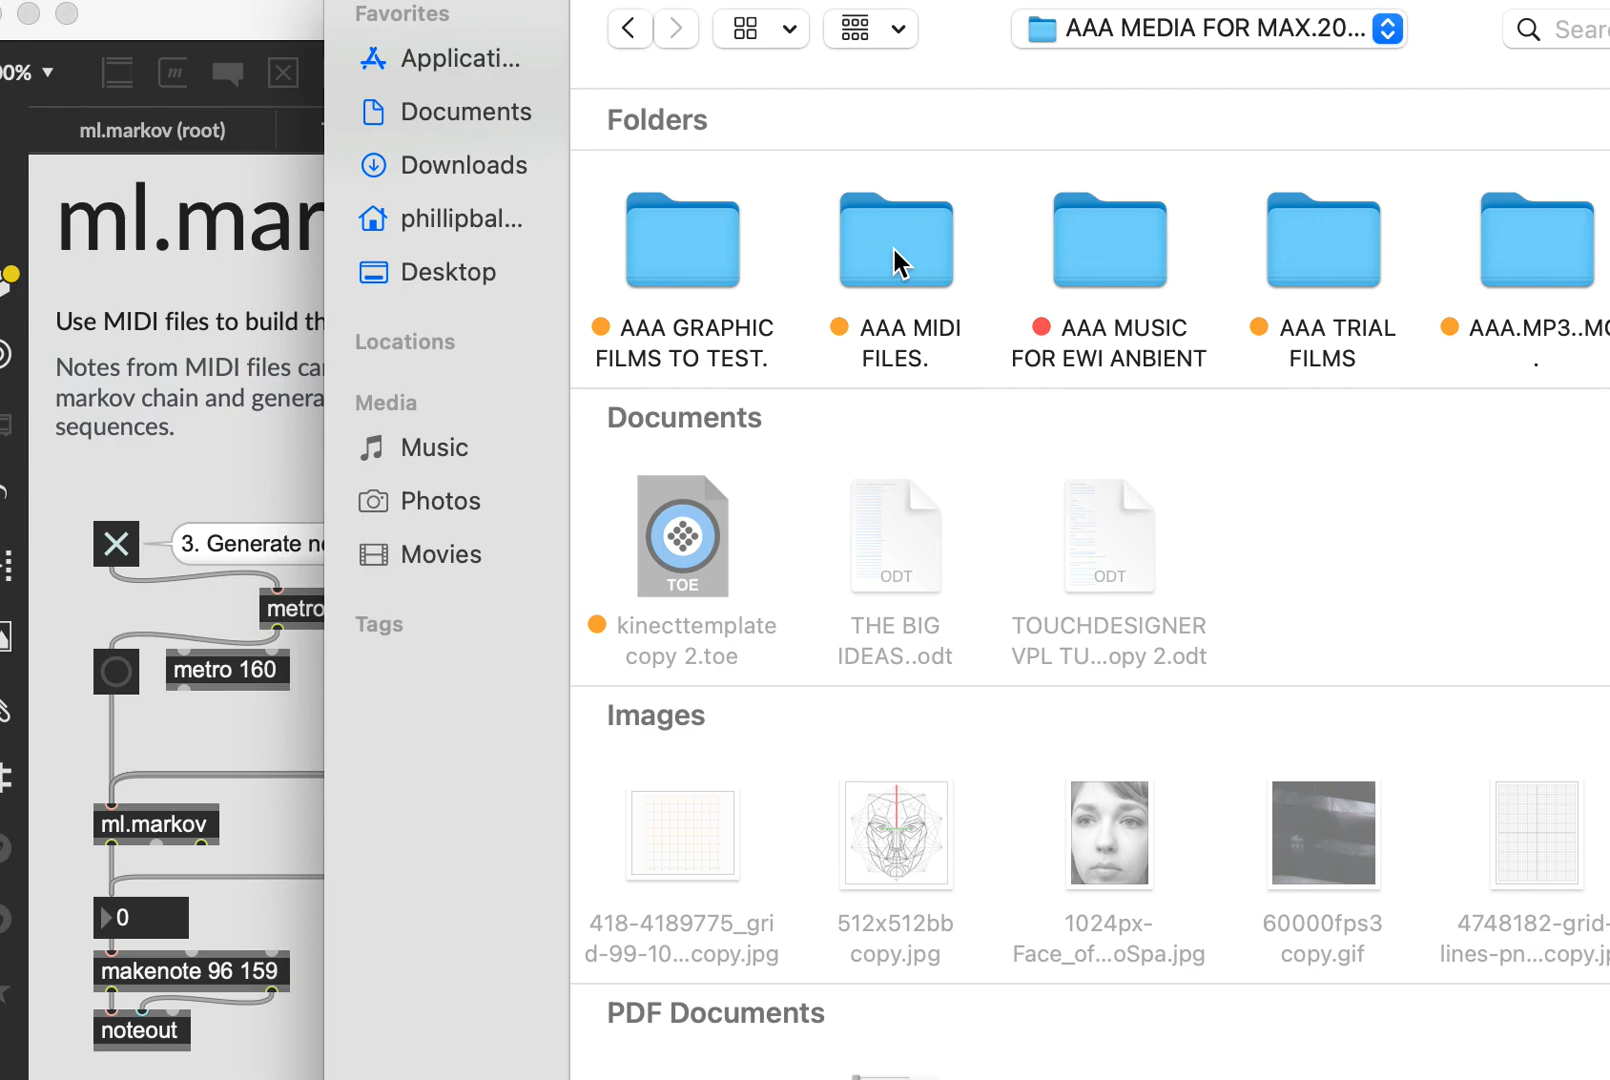 00%
m
ml.markov (root)
ml.mar
Use MIDI files to build th
Notes from MIDI files ca
markov chain and genera
sequences.
3. Generate n
metro
metro 160
ml.markov
0
makenote 96 159
noteout
Favorites
Applicati...
Documents
Downloads
phillipbal...
Desktop
Locations
Media
Music
Photos
Movies
Tags
AAA MEDIA FOR MAX.20...
Sear
Folders
AAA GRAPHIC
FILMS TO TEST.
AAA MIDI
FILES.
AAA MUSIC
FOR EWI ANBIENT
AAA TRIAL
FILMS
AAA.MP3..MO
.
Documents
TOE
ODT
ODT
kinecttemplate
copy 2.toe
THE BIG
IDEAS..odt
TOUCHDESIGNER
VPL TU...opy 2.odt
Images
418-4189775_gri
d-99-10...copy.jpg
512x512bb
copy.jpg
1024px-
Face_of...oSpa.jpg
60000fps3
copy.gif
4748182-grid-
lines-pn...copy.jp
PDF Documents